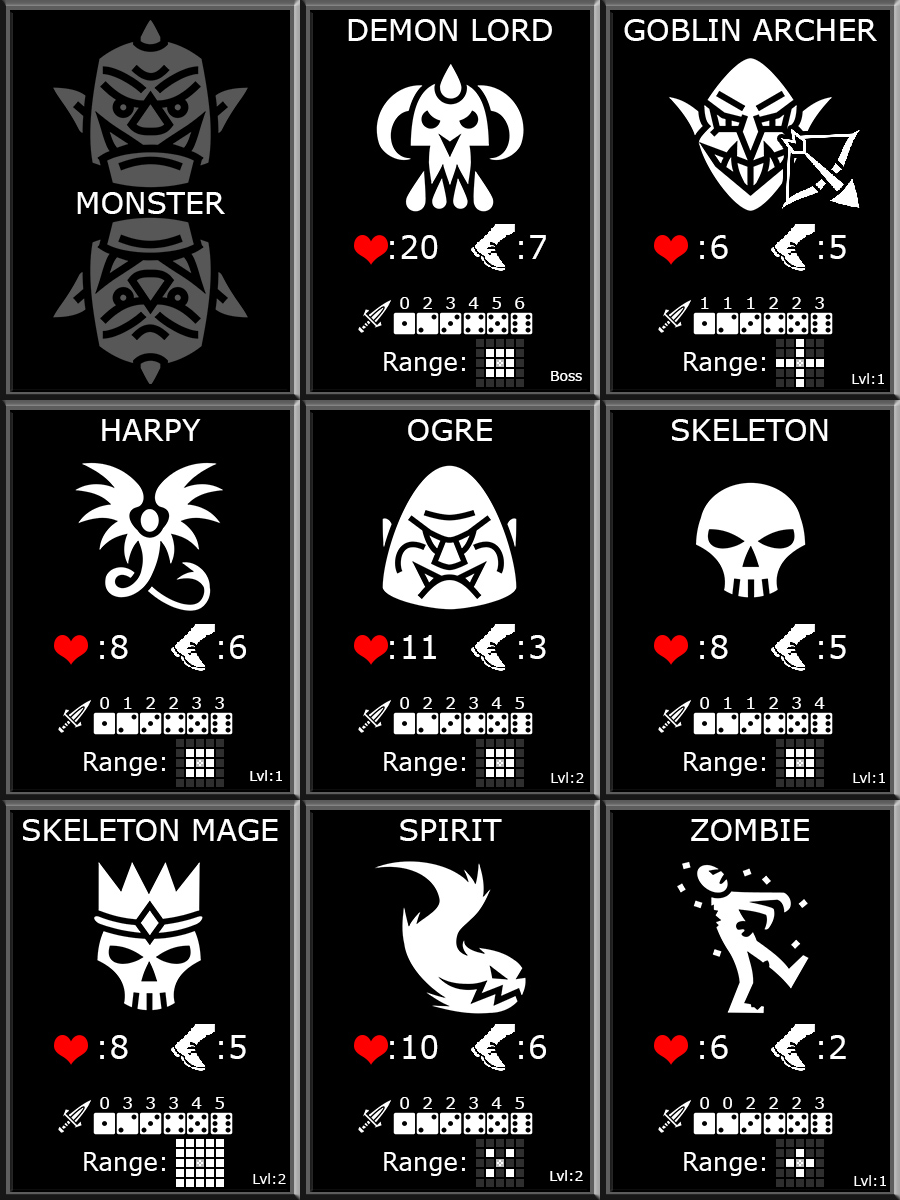 MONSTER
DEMON LORD
:20 :7
0 2 3 4 5 6
Range:
Boss
GOBLIN ARCHER
:6 :5
1 1 1 2 2 3
Range:
Lvl:1
HARPY
:8 :6
0 1 2 2 3 3
Range:
Lvl:1
OGRE
:11 :3
0 2 2 3 4 5
Range:
Lvl:2
SKELETON
:8 :5
0 1 1 2 3 4
Range:
Lvl:1
SKELETON MAGE
:8 :5
0 3 3 3 4 5
Range:
Lvl:2
SPIRIT
:10 :6
0 2 2 3 4 5
Range:
Lvl:2
ZOMBIE
:6 :2
0 0 2 2 2 3
Range:
Lvl:1